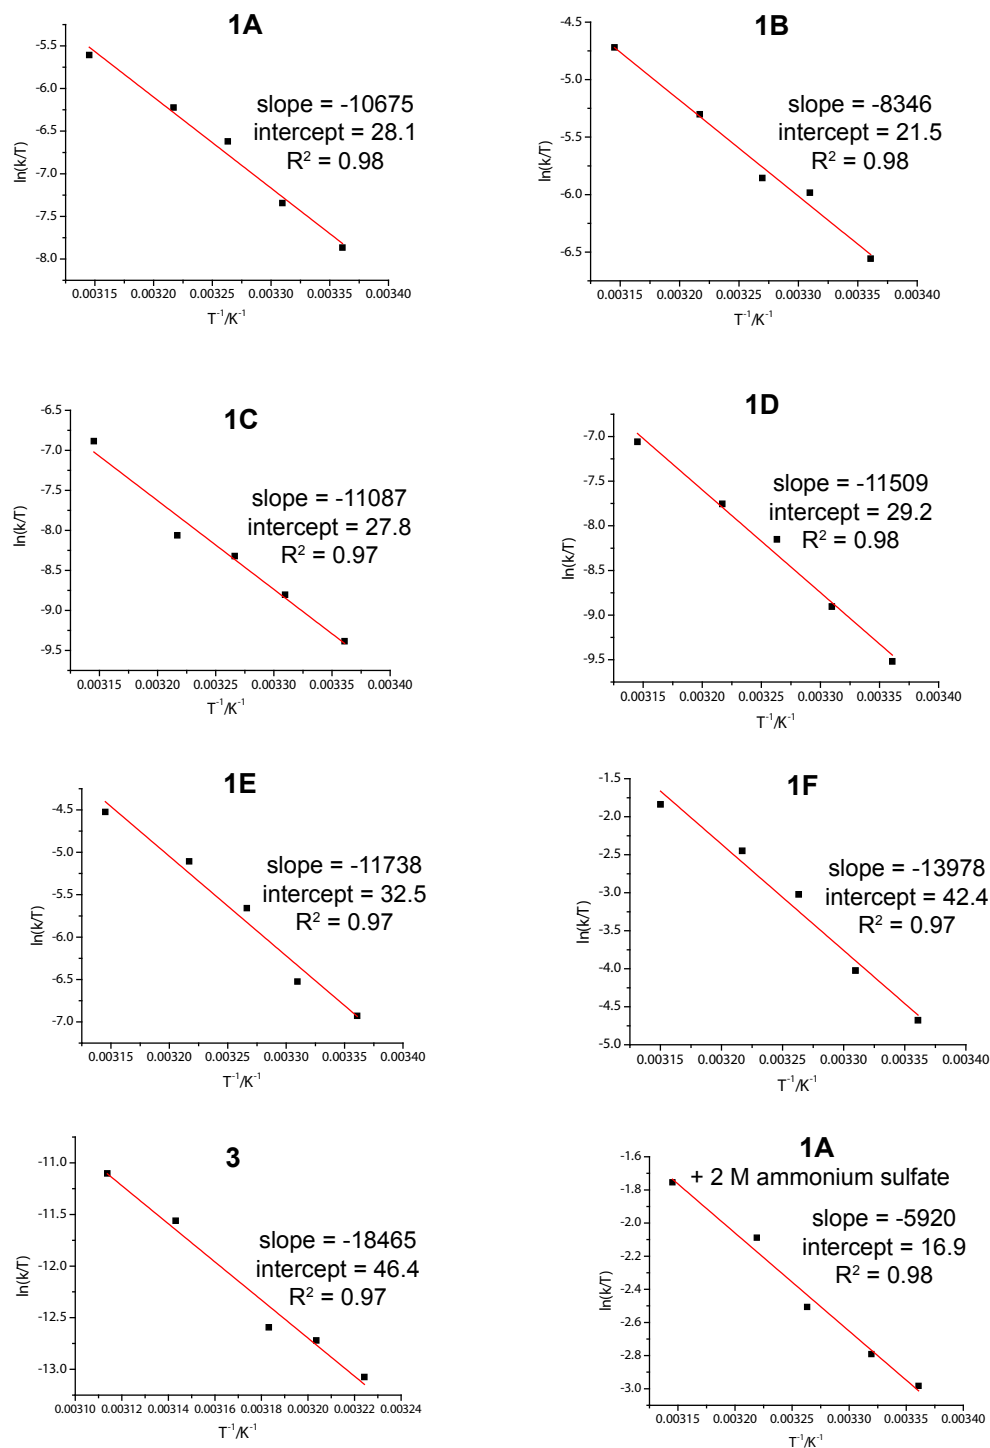 1A
slope = -10675
intercept = 28.1
R² = 0.98
ln(k/T)
-5.5
-6.0
-6.5
-7.0
-7.5
-8.0
0.00315 0.00320 0.00325 0.00330 0.00335 0.00340
T⁻¹/K⁻¹
1B
slope = -8346
intercept = 21.5
R² = 0.98
ln(k/T)
-4.5
-5.0
-5.5
-6.0
-6.5
0.00315 0.00320 0.00325 0.00330 0.00335 0.00340
T⁻¹/K⁻¹
1C
slope = -11087
intercept = 27.8
R² = 0.97
ln(k/T)
-6.5
-7.0
-7.5
-8.0
-8.5
-9.0
-9.5
0.00315 0.00320 0.00325 0.00330 0.00335 0.00340
T⁻¹/K⁻¹
1D
slope = -11509
intercept = 29.2
R² = 0.98
ln(k/T)
-7.0
-7.5
-8.0
-8.5
-9.0
-9.5
0.00315 0.00320 0.00325 0.00330 0.00335 0.00340
T⁻¹/K⁻¹
1E
slope = -11738
intercept = 32.5
R² = 0.97
ln(k/T)
-4.5
-5.0
-5.5
-6.0
-6.5
-7.0
0.00315 0.00320 0.00325 0.00330 0.00335 0.00340
T⁻¹/K⁻¹
1F
slope = -13978
intercept = 42.4
R² = 0.97
ln(k/T)
-1.5
-2.0
-2.5
-3.0
-3.5
-4.0
-4.5
-5.0
0.00315 0.00320 0.00325 0.00330 0.00335 0.00340
T⁻¹/K⁻¹
3
slope = -18465
intercept = 46.4
R² = 0.97
ln(k/T)
-11.0
-11.5
-12.0
-12.5
-13.0
0.00310 0.00312 0.00314 0.00316 0.00318 0.00320 0.00322 0.00324
T⁻¹/K⁻¹
1A
+ 2 M ammonium sulfate
slope = -5920
intercept = 16.9
R² = 0.98
ln(k/T)
-1.6
-1.8
-2.0
-2.2
-2.4
-2.6
-2.8
-3.0
0.00315 0.00320 0.00325 0.00330 0.00335 0.00340
T⁻¹/K⁻¹